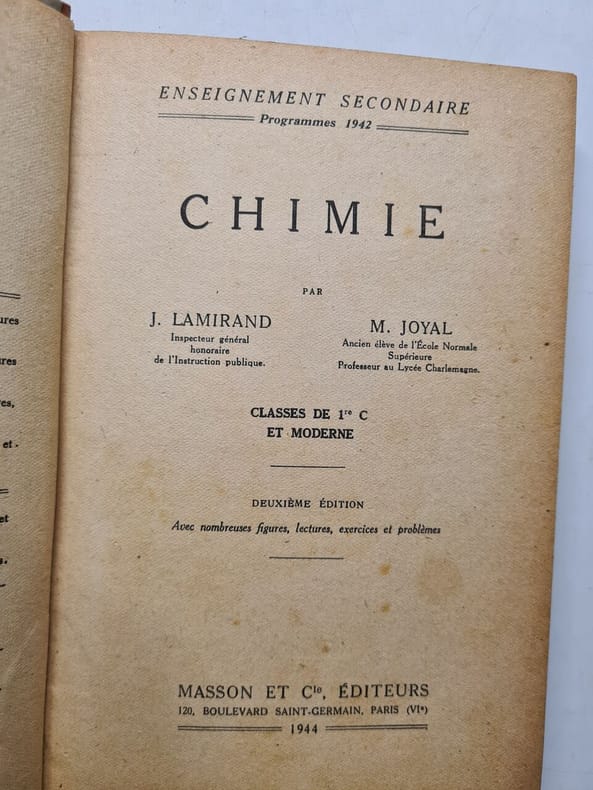 ENSEIGNEMENT SECONDAIRE
Programmes 1942
CHIMIE
PAR
J. LAMIRAND
Inspecteur général
honoraire
de l'Instruction publique.
M. JOYAL
Ancien élève de l'École Normale
Supérieure
Professeur au Lycée Charlemagne.
CLASSES DE 1re C
ET MODERNE
DEUXIÈME ÉDITION
Avec nombreuses figures, lectures, exercices et problèmes
MASSON ET Cie, ÉDITEURS
120, BOULEVARD SAINT-GERMAIN, PARIS (VIe)
1944